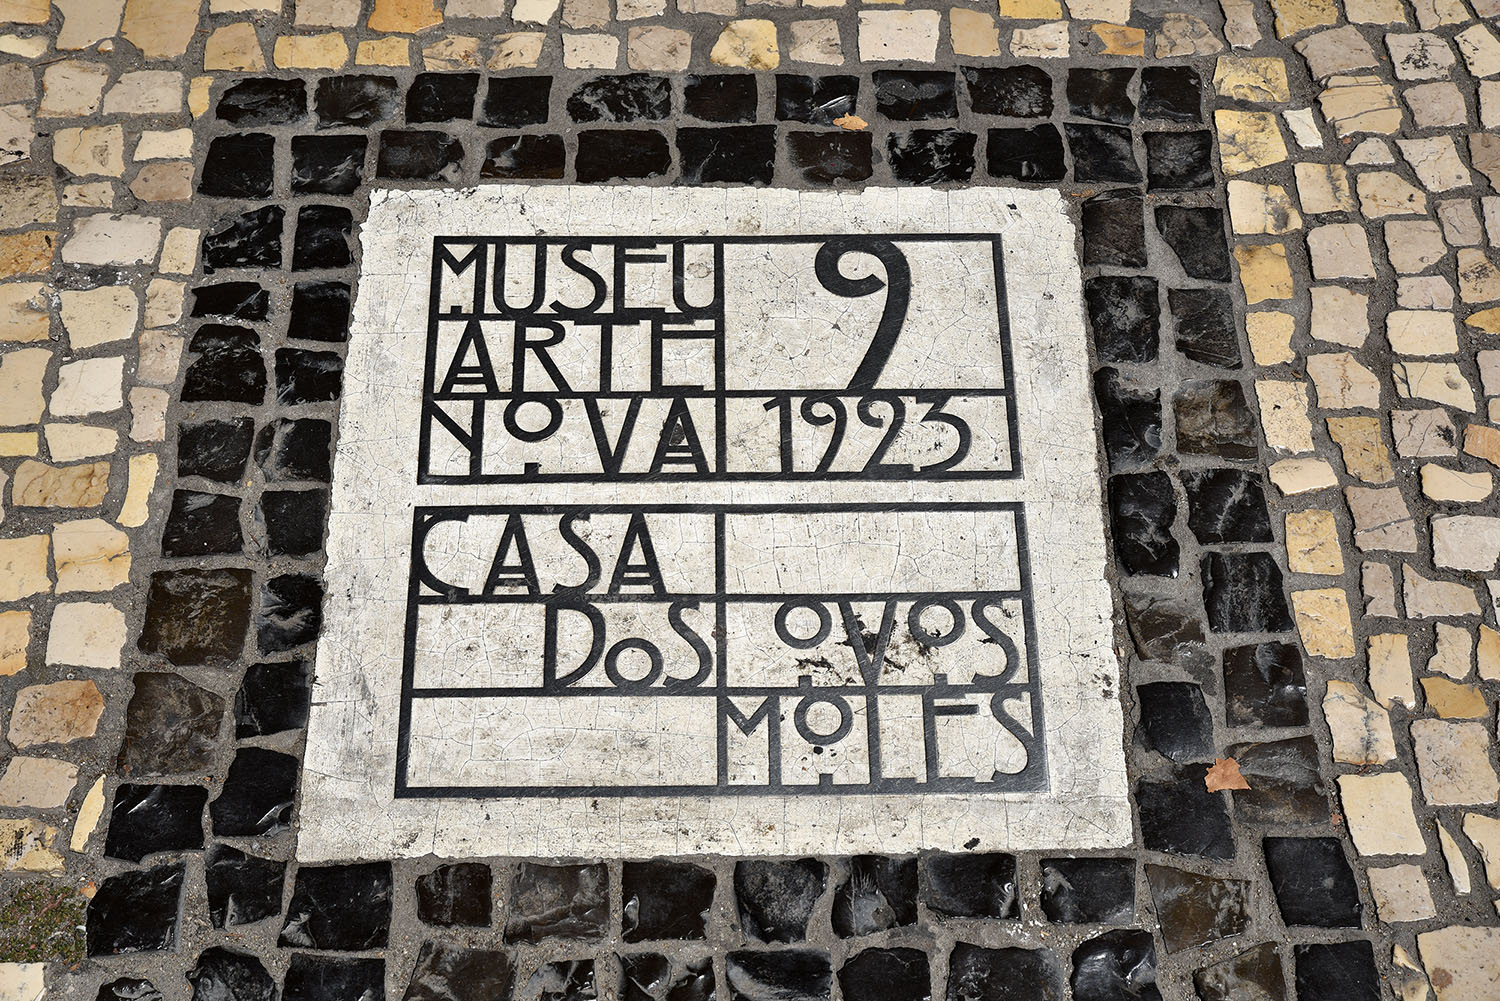 MUSEU
ARTE
NOVA
9
1923
CASA
DOS OVOS
MOLES